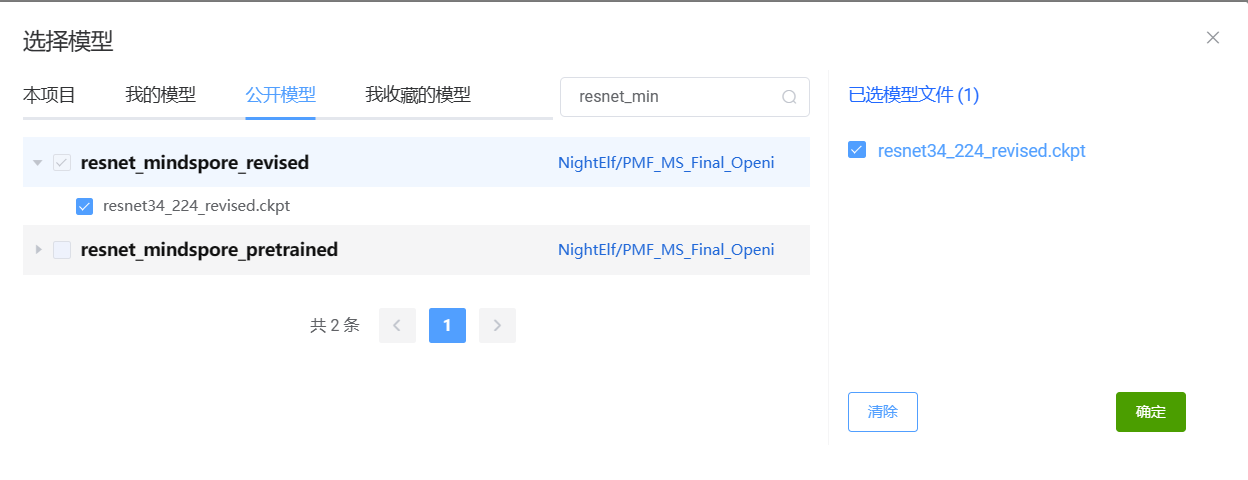 选择模型
本项目 我的模型 公开模型 我收藏的模型 resnet_min
resnet_mindspore_revised NightElf/PMF_MS_Final_Openi
resnet34_224_revised.ckpt
resnet_mindspore_pretrained NightElf/PMF_MS_Final_Openi
共 2 条 1
已选模型文件 (1)
resnet34_224_revised.ckpt
清除 确定